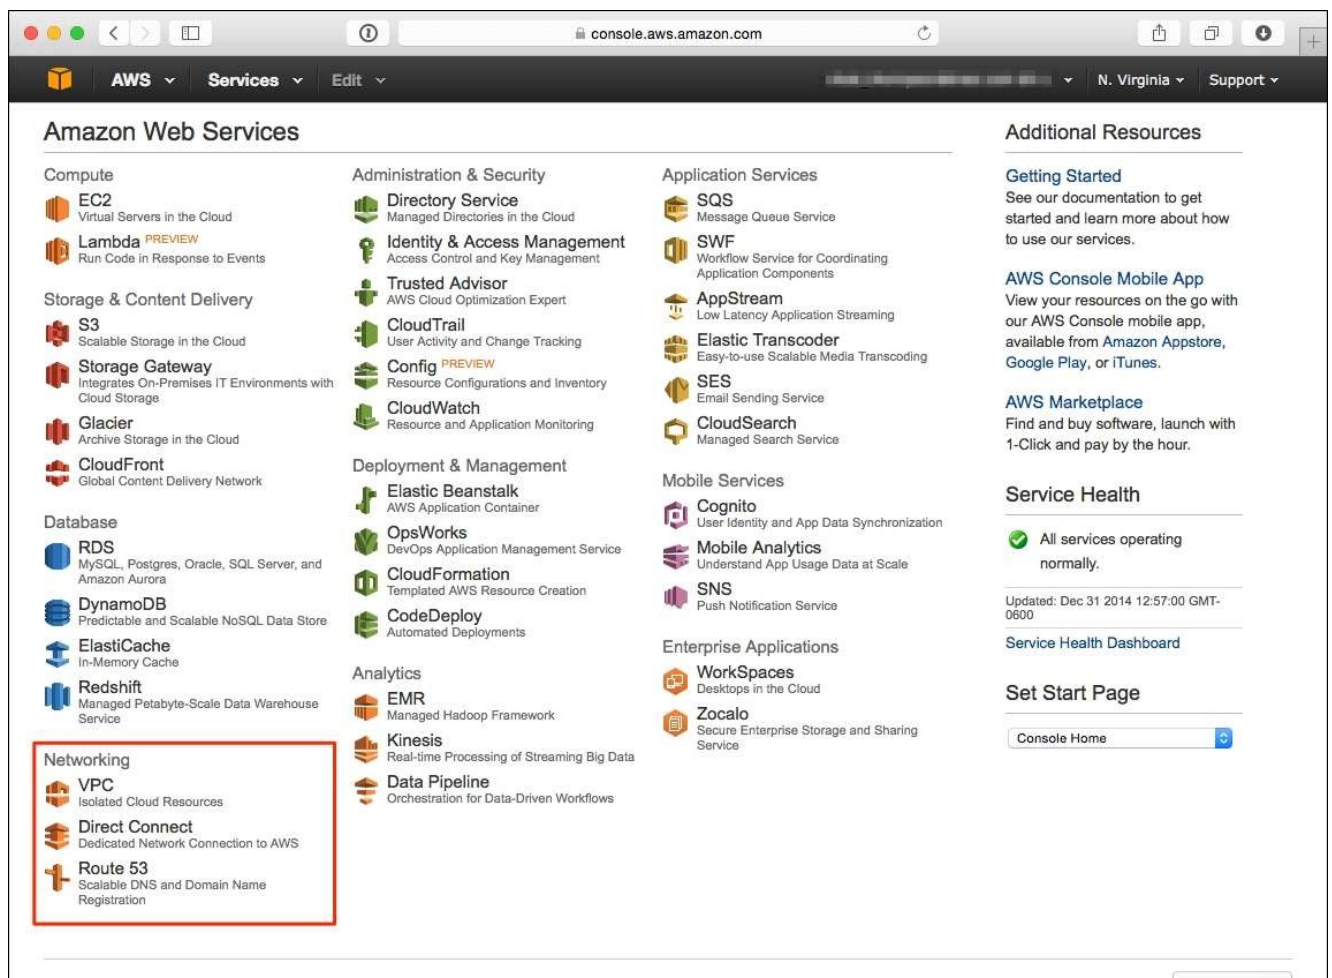 console.aws.amazon.com
AWS
Services
Edit
N. Virginia
Support
Amazon Web Services
Compute
EC2
Virtual Servers in the Cloud
Lambda PREVIEW
Run Code in Response to Events
Storage & Content Delivery
S3
Scalable Storage in the Cloud
Storage Gateway
Integrates On-Premises IT Environments with
Cloud Storage
Glacier
Archive Storage in the Cloud
CloudFront
Global Content Delivery Network
Database
RDS
MySQL, Postgres, Oracle, SQL Server, and
Amazon Aurora
DynamoDB
Predictable and Scalable NoSQL Data Store
ElastiCache
In-Memory Cache
Redshift
Managed Petabyte-Scale Data Warehouse
Service
Networking
VPC
Isolated Cloud Resources
Direct Connect
Dedicated Network Connection to AWS
Route 53
Scalable DNS and Domain Name
Registration
Administration & Security
Directory Service
Managed Directories in the Cloud
Identity & Access Management
Access Control and Key Management
Trusted Advisor
AWS Cloud Optimization Expert
CloudTrail
User Activity and Change Tracking
Config PREVIEW
Resource Configurations and Inventory
CloudWatch
Resource and Application Monitoring
Deployment & Management
Elastic Beanstalk
AWS Application Container
OpsWorks
DevOps Application Management Service
CloudFormation
Templated AWS Resource Creation
CodeDeploy
Automated Deployments
Analytics
EMR
Managed Hadoop Framework
Kinesis
Real-time Processing of Streaming Big Data
Data Pipeline
Orchestration for Data-Driven Workflows
Application Services
SQS
Message Queue Service
SWF
Workflow Service for Coordinating
Application Components
AppStream
Low Latency Application Streaming
Elastic Transcoder
Easy-to-use Scalable Media Transcoding
SES
Email Sending Service
CloudSearch
Managed Search Service
Mobile Services
Cognito
User Identity and App Data Synchronization
Mobile Analytics
Understand App Usage Data at Scale
SNS
Push Notification Service
Enterprise Applications
WorkSpaces
Desktops in the Cloud
Zocalo
Secure Enterprise Storage and Sharing
Service
Additional Resources
Getting Started
See our documentation to get
started and learn more about how
to use our services.
AWS Console Mobile App
View your resources on the go with
our AWS Console mobile app,
available from Amazon Appstore,
Google Play, or iTunes.
AWS Marketplace
Find and buy software, launch with
1-Click and pay by the hour.
Service Health
All services operating
normally.
Updated: Dec 31 2014 12:57:00 GMT-
0600
Service Health Dashboard
Set Start Page
Console Home